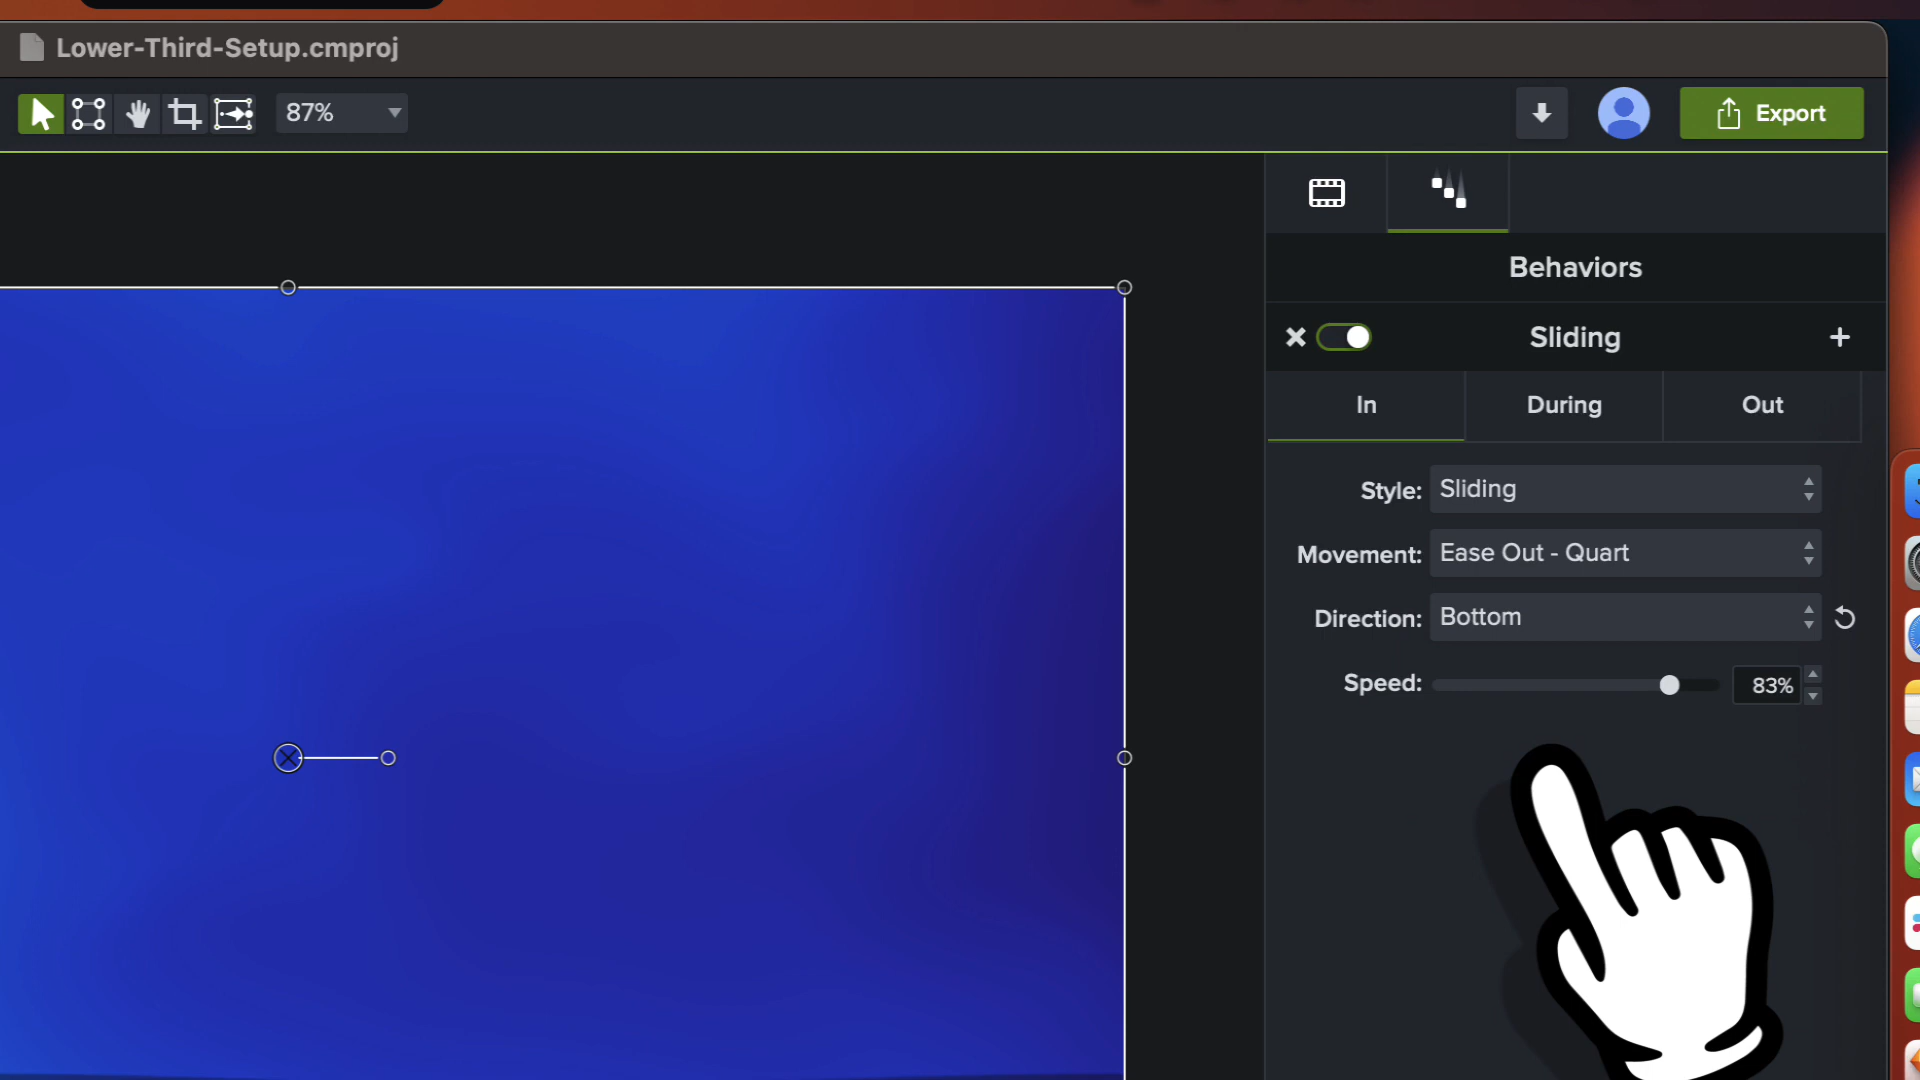 Lower-Third-Setup.cmproj
87%
Export
Behaviors
Sliding
In
During
Out
Style: Sliding
Movement: Ease Out - Quart
Direction: Bottom
Speed: 83%